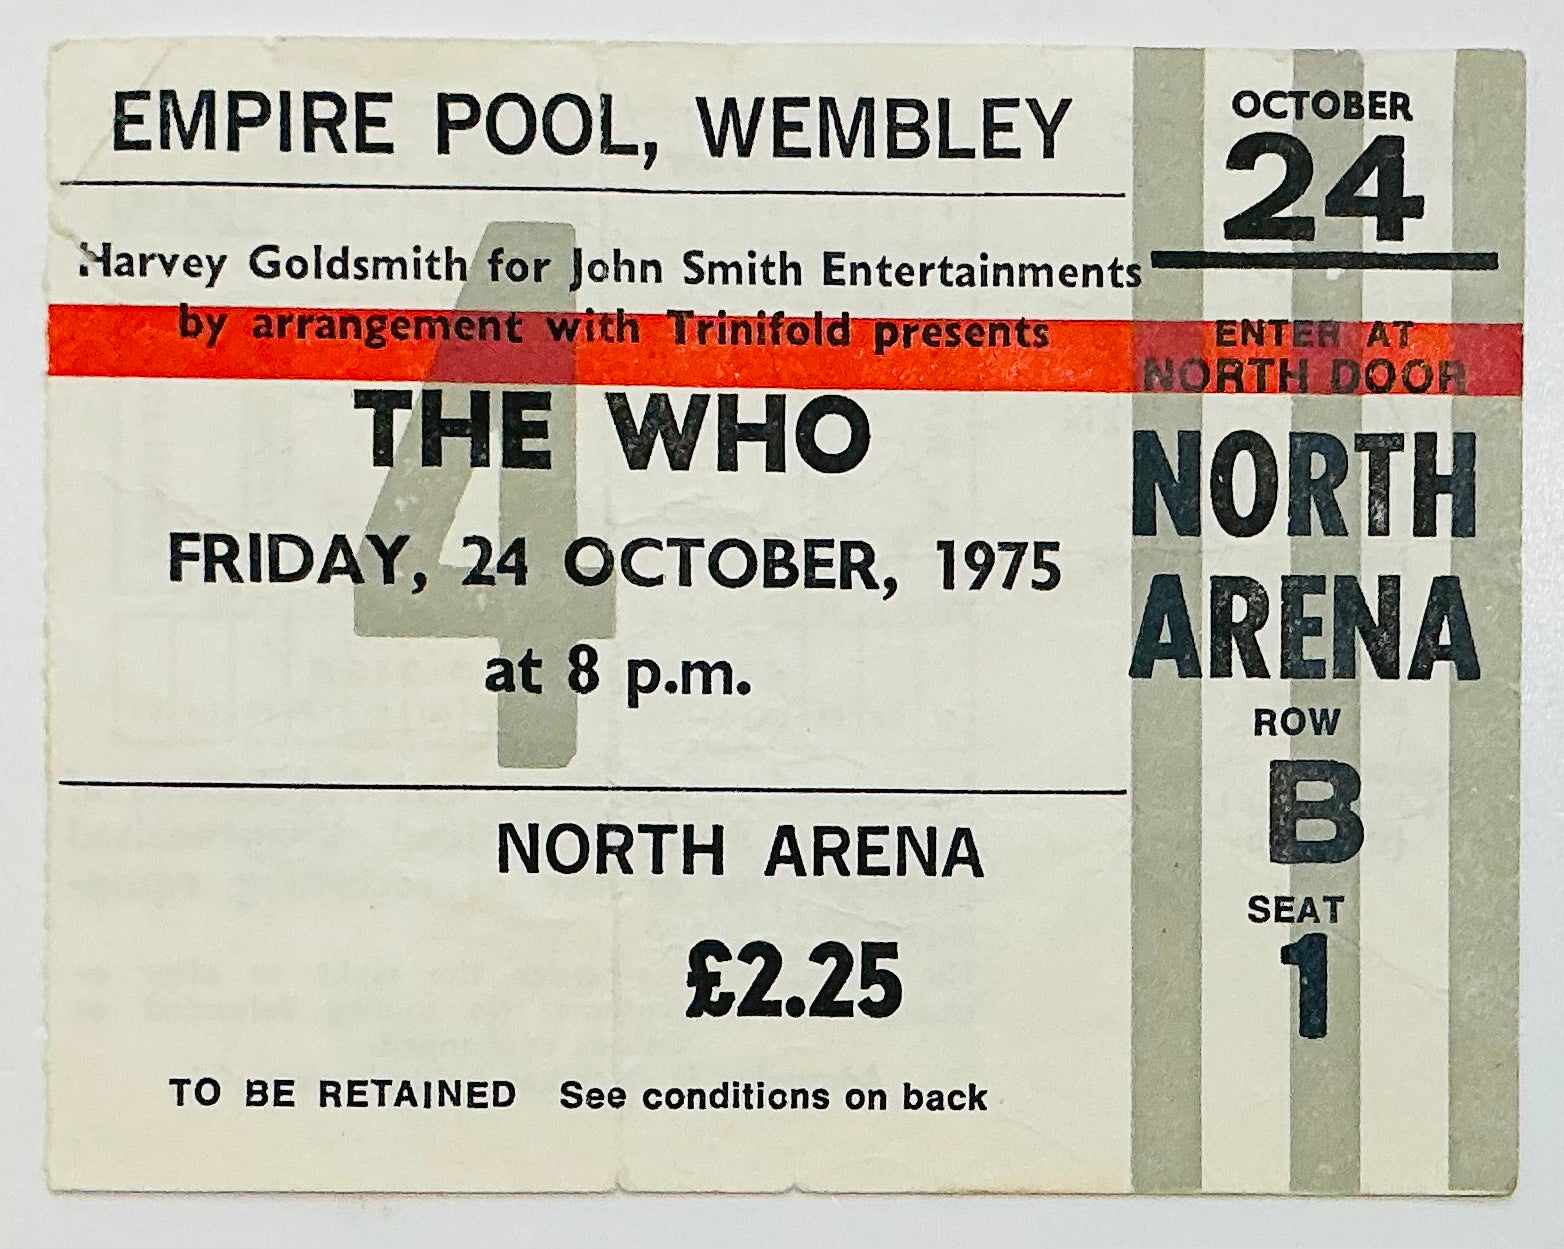 EMPIRE POOL, WEMBLEY
Harvey Goldsmith for John Smith Entertainments
by arrangement with Trinifold presents
4
THE WHO
FRIDAY, 24 OCTOBER, 1975
at 8 p.m.
NORTH ARENA
£2.25
TO BE RETAINED See conditions on back
OCTOBER
24
ENTER AT
NORTH DOOR
NORTH
ARENA
ROW
B
SEAT
1